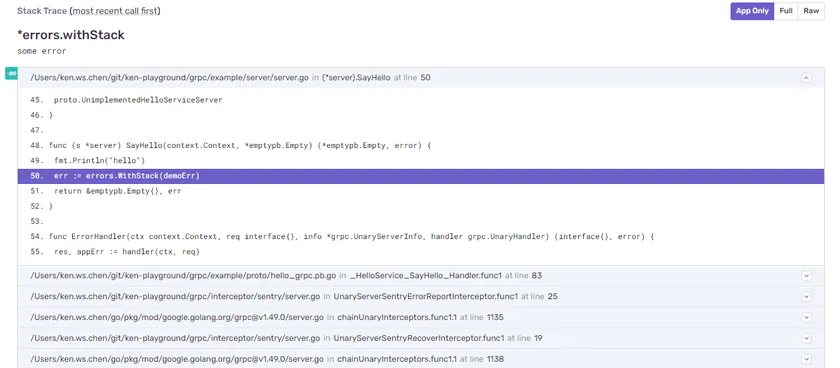 Stack Trace (most recent call first)
App Only Full Raw
*errors.withStack
some error
GO
/Users/ken.ws.chen/git/ken-playground/grpc/example/server/server.go in (*server).SayHello at line 50
45. proto.UnimplementedHelloServiceServer
46. }
47.
48. func (s *server) SayHello(context.Context, *emptypb.Empty) (*emptypb.Empty, error) {
49. fmt.Println("hello")
50. err := errors.WithStack(demoErr)
51. return &emptypb.Empty{}, err
52. }
53.
54. func ErrorHandler(ctx context.Context, req interface{}, info *grpc.UnaryServerInfo, handler grpc.UnaryHandler) (interface{}, error) {
55. res, appErr := handler(ctx, req)
/Users/ken.ws.chen/git/ken-playground/grpc/example/proto/hello_grpc.pb.go in _HelloService_SayHello_Handler.func1 at line 83
/Users/ken.ws.chen/git/ken-playground/grpc/interceptor/sentry/server.go in UnaryServerSentryErrorReportInterceptor.func1 at line 25
/Users/ken.ws.chen/go/pkg/mod/google.golang.org/grpc@v1.49.0/server.go in chainUnaryInterceptors.func1.1 at line 1135
/Users/ken.ws.chen/git/ken-playground/grpc/interceptor/sentry/server.go in UnaryServerSentryRecoverInterceptor.func1 at line 19
/Users/ken.ws.chen/go/pkg/mod/google.golang.org/grpc@v1.49.0/server.go in chainUnaryInterceptors.func1.1 at line 1138